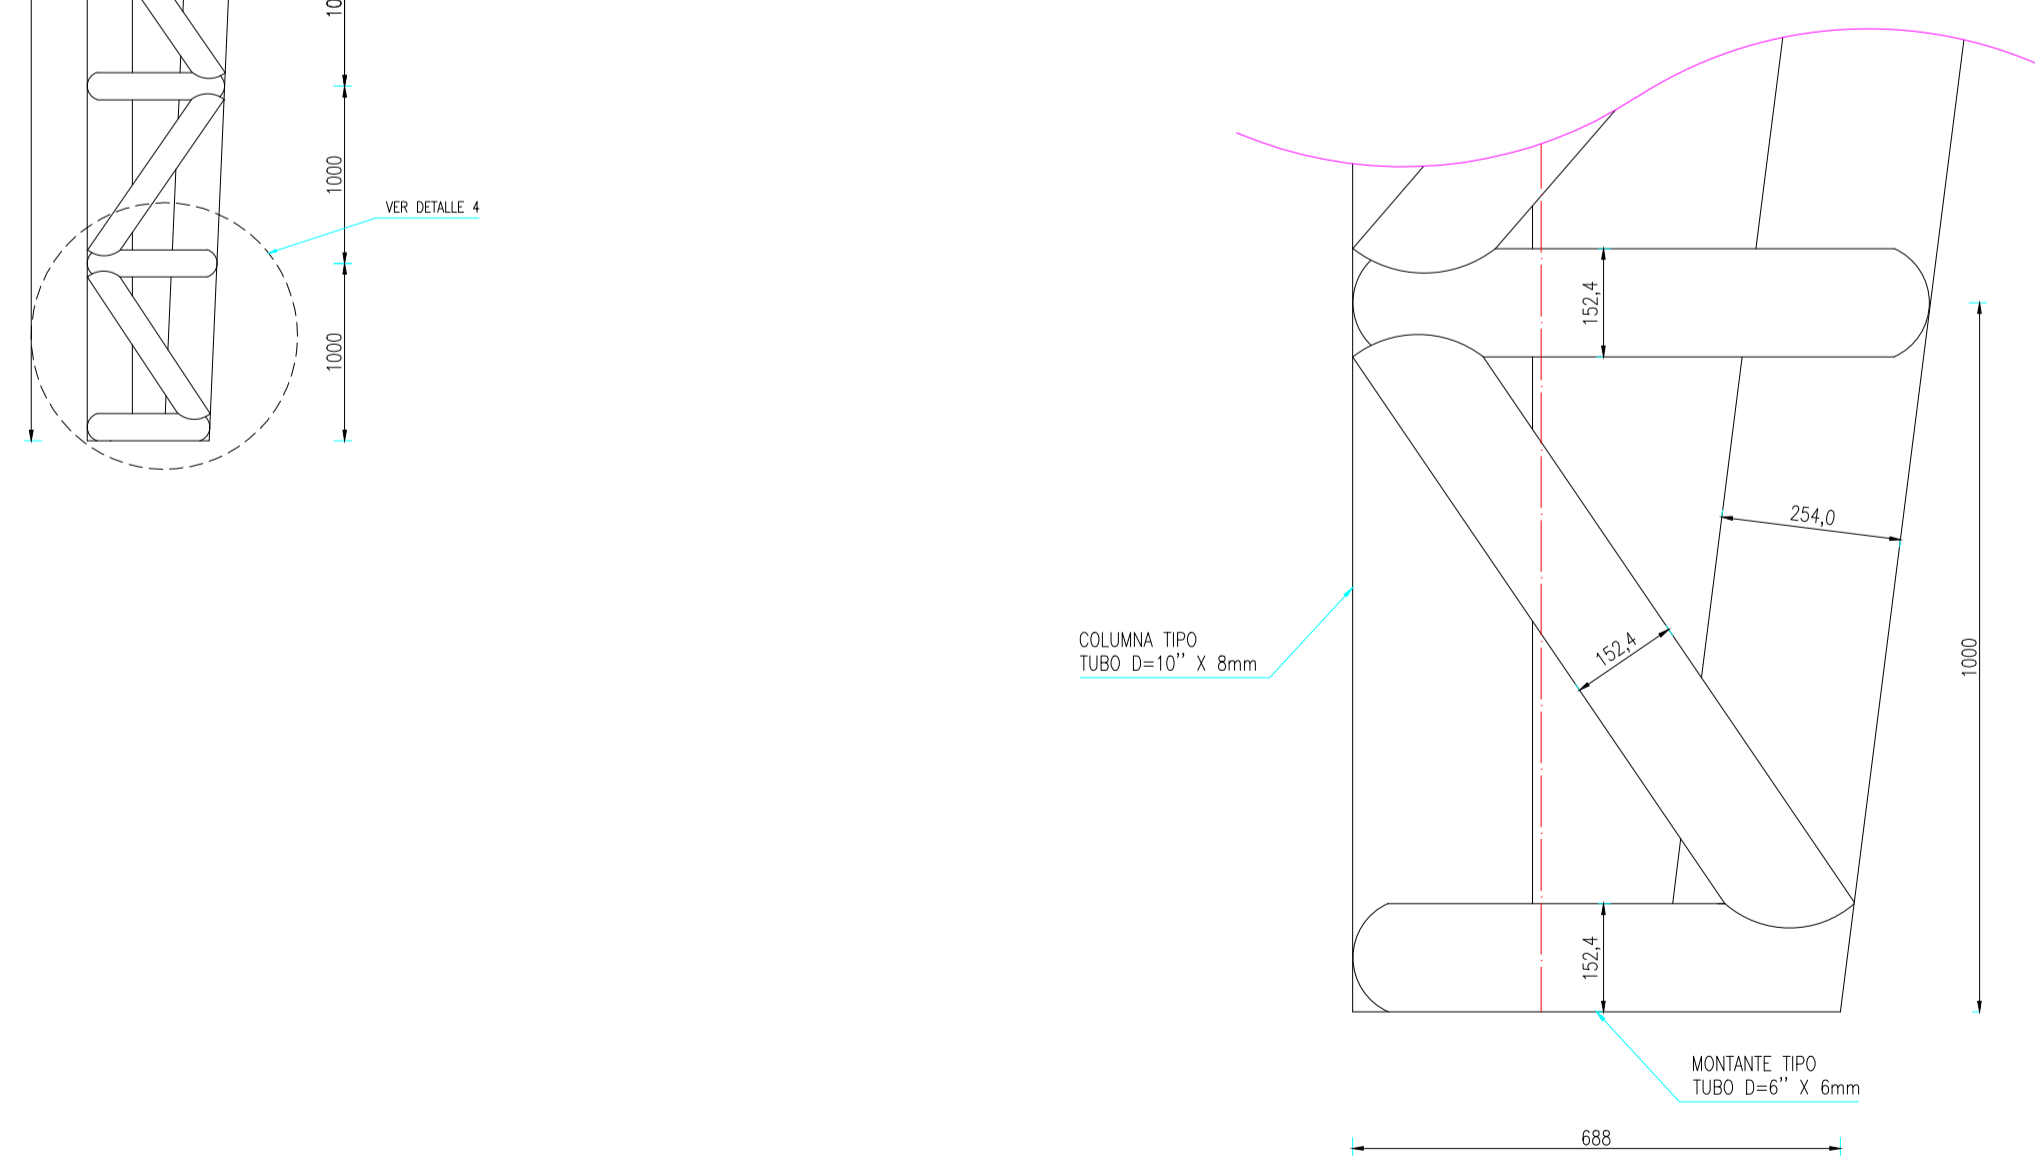 10
1000
VER DETALLE 4
1000
152,4
254,0
COLUMNA TIPO
TUBO D=10'' X 8mm
152,4
1000
152,4
MONTANTE TIPO
TUBO D=6'' X 6mm
688